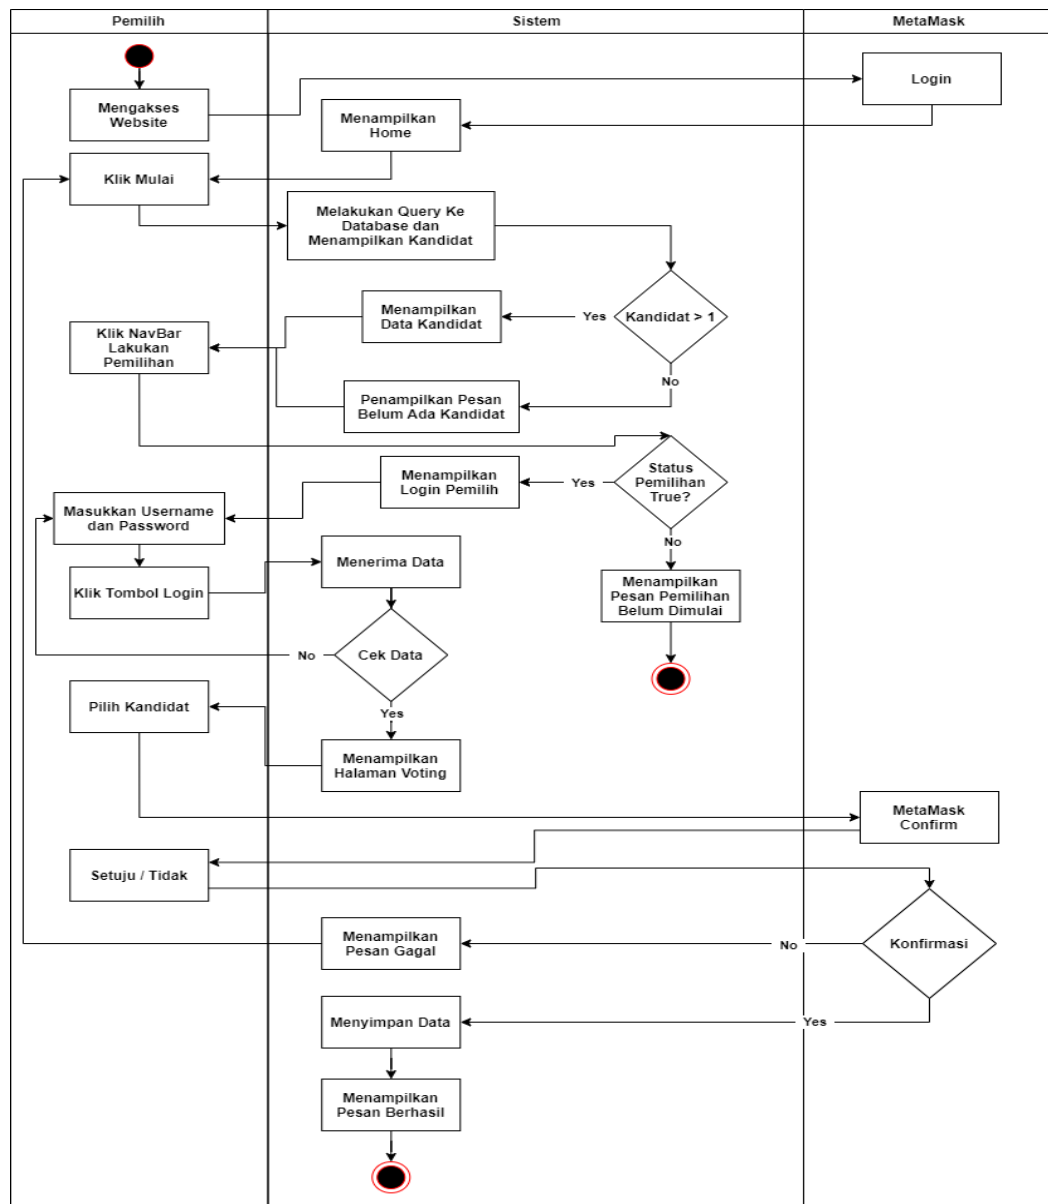 Pemilih
Sistem
MetaMask
Mengakses
Website
Login
Menampilkan
Home
Klik Mulai
Melakukan Query Ke
Database dan
Menampilkan Kandidat
Kandidat > 1
Yes
Menampilkan
Data Kandidat
Klik NavBar
Lakukan
Pemilihan
No
Penampilkan Pesan
Belum Ada Kandidat
Status
Pemilihan
True?
Yes
Menampilkan
Login Pemilih
Masukkan Username
dan Password
No
Klik Tombol Login
Menerima Data
Menampilkan
Pesan Pemilihan
Belum Dimulai
Cek Data
No
Yes
Pilih Kandidat
Menampilkan
Halaman Voting
MetaMask
Confirm
Setuju / Tidak
Konfirmasi
No
Menampilkan
Pesan Gagal
Yes
Menyimpan Data
Menampilkan
Pesan Berhasil